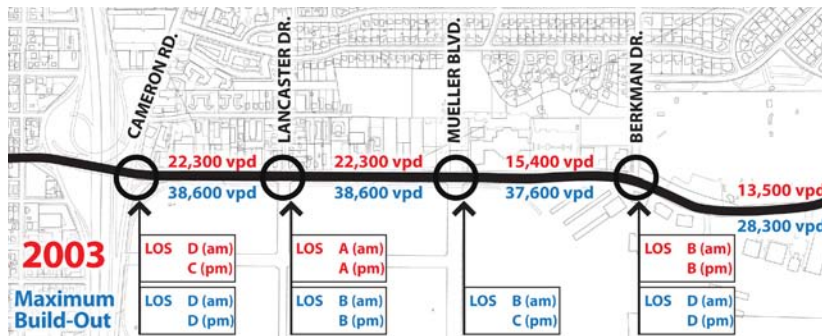 CAMERON RD.
LANCASTER DR.
MUELLER BLVD.
BERKMAN DR.
22,300 vpd
38,600 vpd
22,300 vpd
38,600 vpd
15,400 vpd
37,600 vpd
13,500 vpd
28,300 vpd
2003
LOS D (am)
C (pm)
LOS A (am)
A (pm)
LOS B (am)
B (pm)
Maximum
Build-Out
LOS D (am)
D (pm)
LOS B (am)
B (pm)
LOS B (am)
C (pm)
LOS D (am)
D (pm)